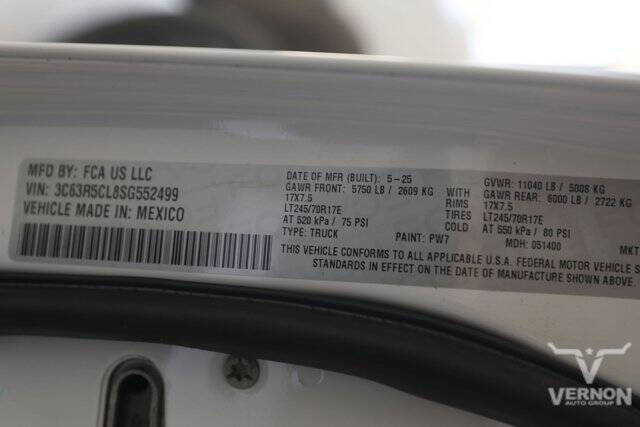 MFD BY: FCA US LLC
VIN: 3C63R5CL8SG552499
VEHICLE MADE IN: MEXICO
DATE OF MFR (BUILT): 5-25
GAWR FRONT: 5750 LB / 2609 KG
17X7.5
LT245/70R17E
AT 520 kPa / 75 PSI
TYPE: TRUCK PAINT: PW7
WITH
RIMS
TIRES
COLD
GVWR: 11040 LB / 5008 KG
GAWR REAR: 6000 LB / 2722 KG
17X7.5
LT245/70R17E
AT 550 kPa / 80 PSI
MDH: 051400 MKT
THIS VEHICLE CONFORMS TO ALL APPLICABLE U.S.A. FEDERAL MOTOR VEHICLE S
STANDARDS IN EFFECT ON THE DATE OF MANUFACTURE SHOWN ABOVE
VERNON
AUTO GROUP